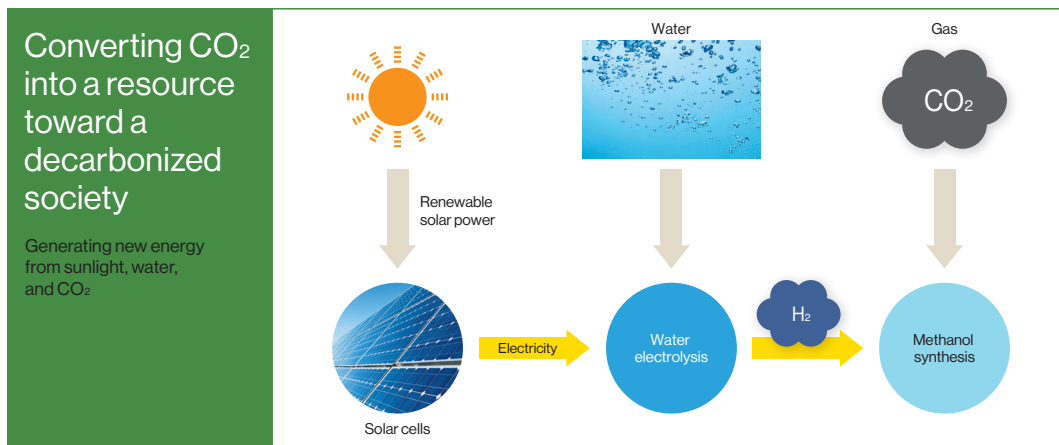 Converting CO₂
into a resource
toward a
decarbonized
society
Generating new energy
from sunlight, water,
and CO₂
Water
Gas
CO₂
Renewable
solar power
Electricity
Water
electrolysis
H₂
Methanol
synthesis
Solar cells